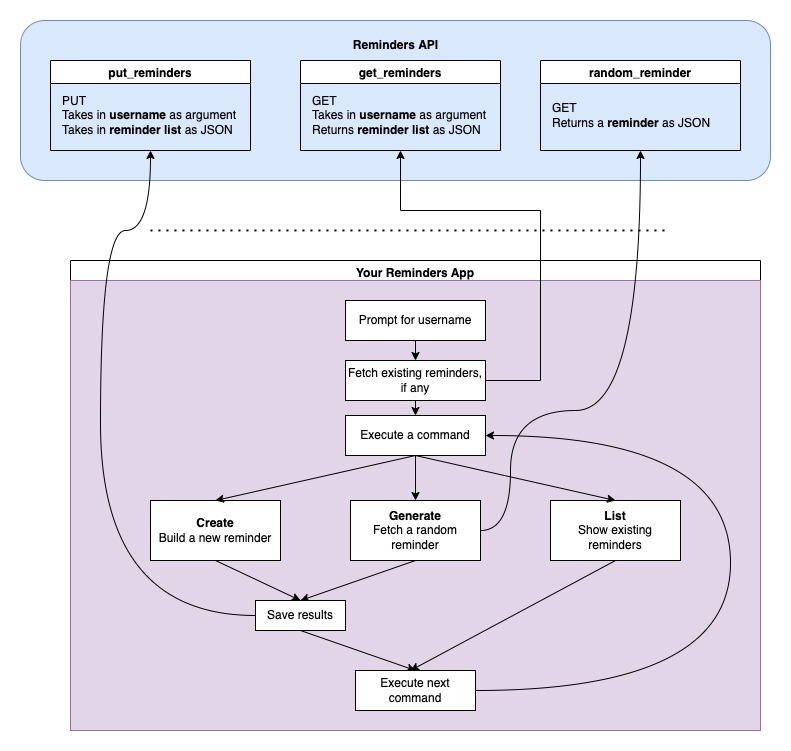 Reminders API
put_reminders
PUT
Takes in username as argument
Takes in reminder list as JSON
get_reminders
GET
Takes in username as argument
Returns reminder list as JSON
random_reminder
GET
Returns a reminder as JSON
Your Reminders App
Prompt for username
Fetch existing reminders,
if any
Execute a command
Create
Build a new reminder
Generate
Fetch a random
reminder
List
Show existing
reminders
Save results
Execute next
command